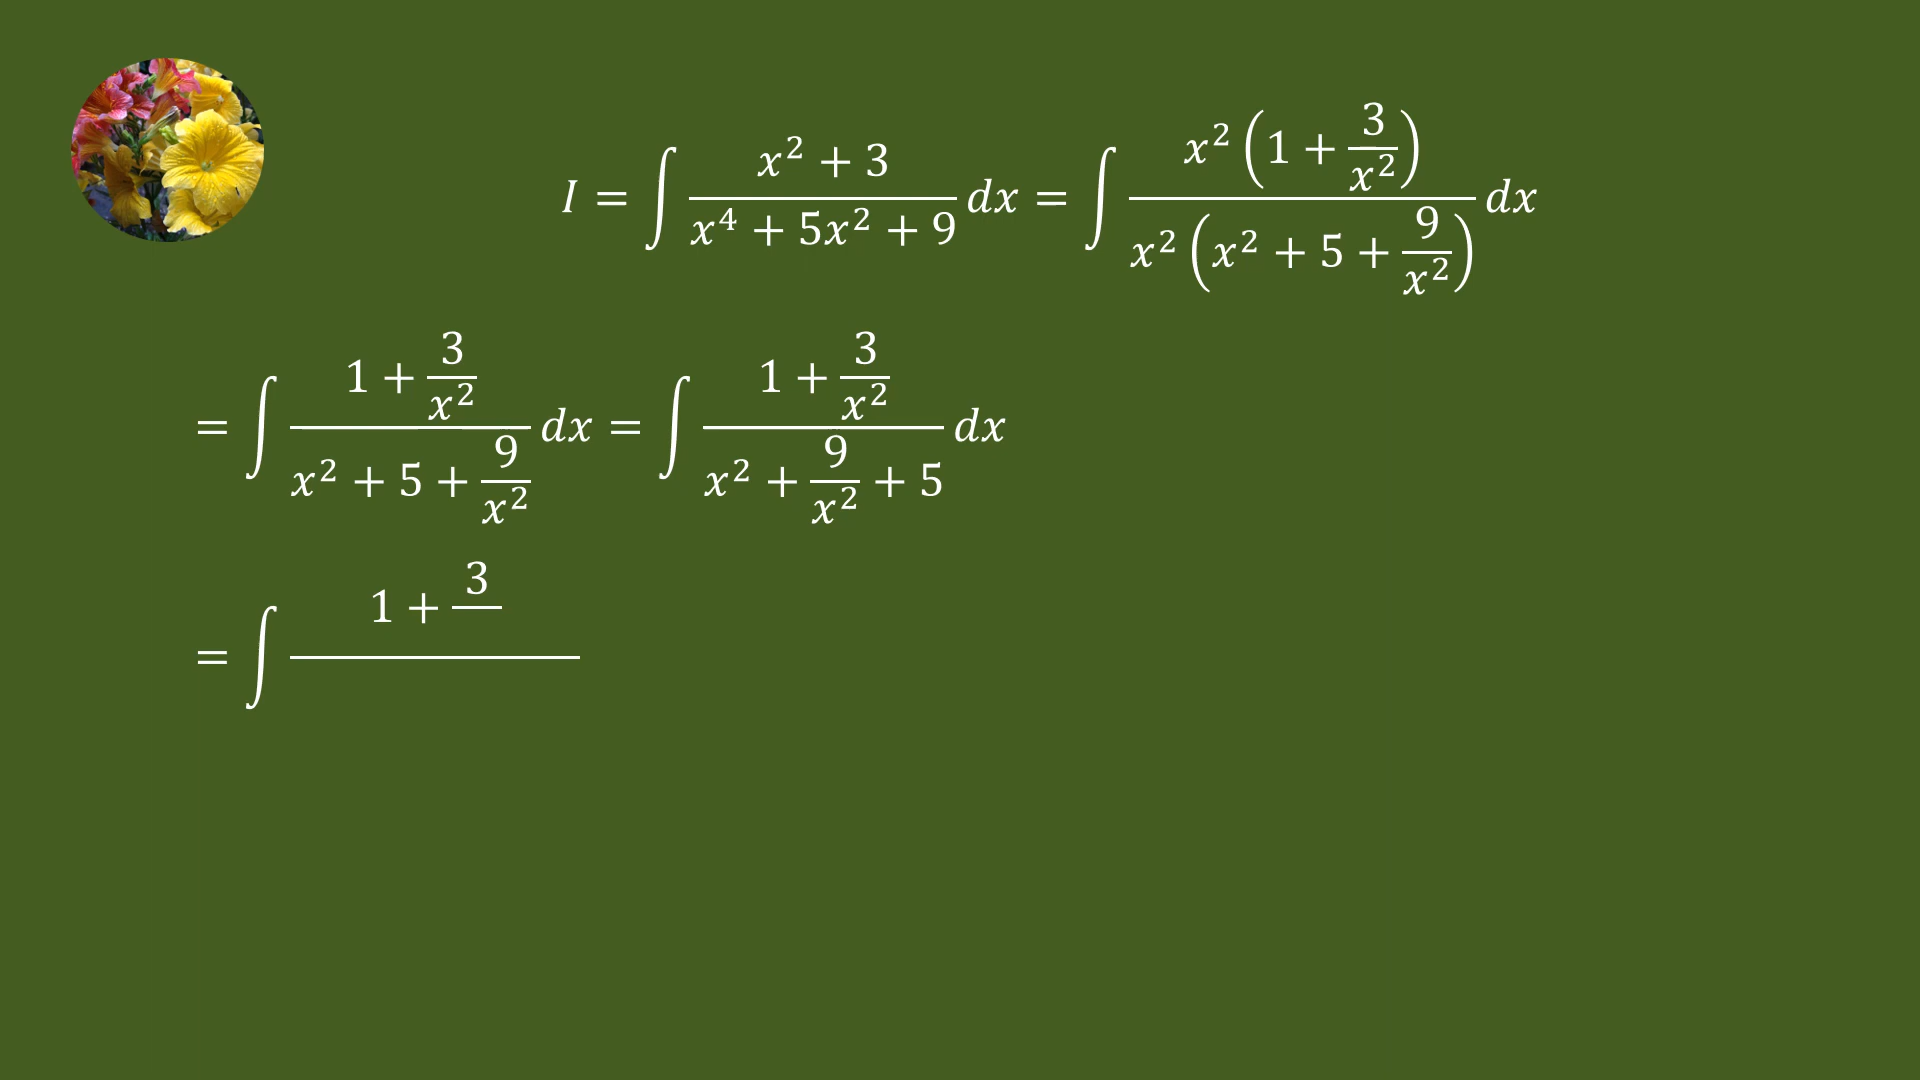 I = ∫ (x² + 3)/(x⁴ + 5x² + 9) dx = ∫ (x² (1 + 3/x²))/(x² (x² + 5 + 9/x²)) dx
= ∫ (1 + 3/x²)/(x² + 5 + 9/x²) dx = ∫ (1 + 3/x²)/(x² + 9/x² + 5) dx
= ∫ 1 + 3